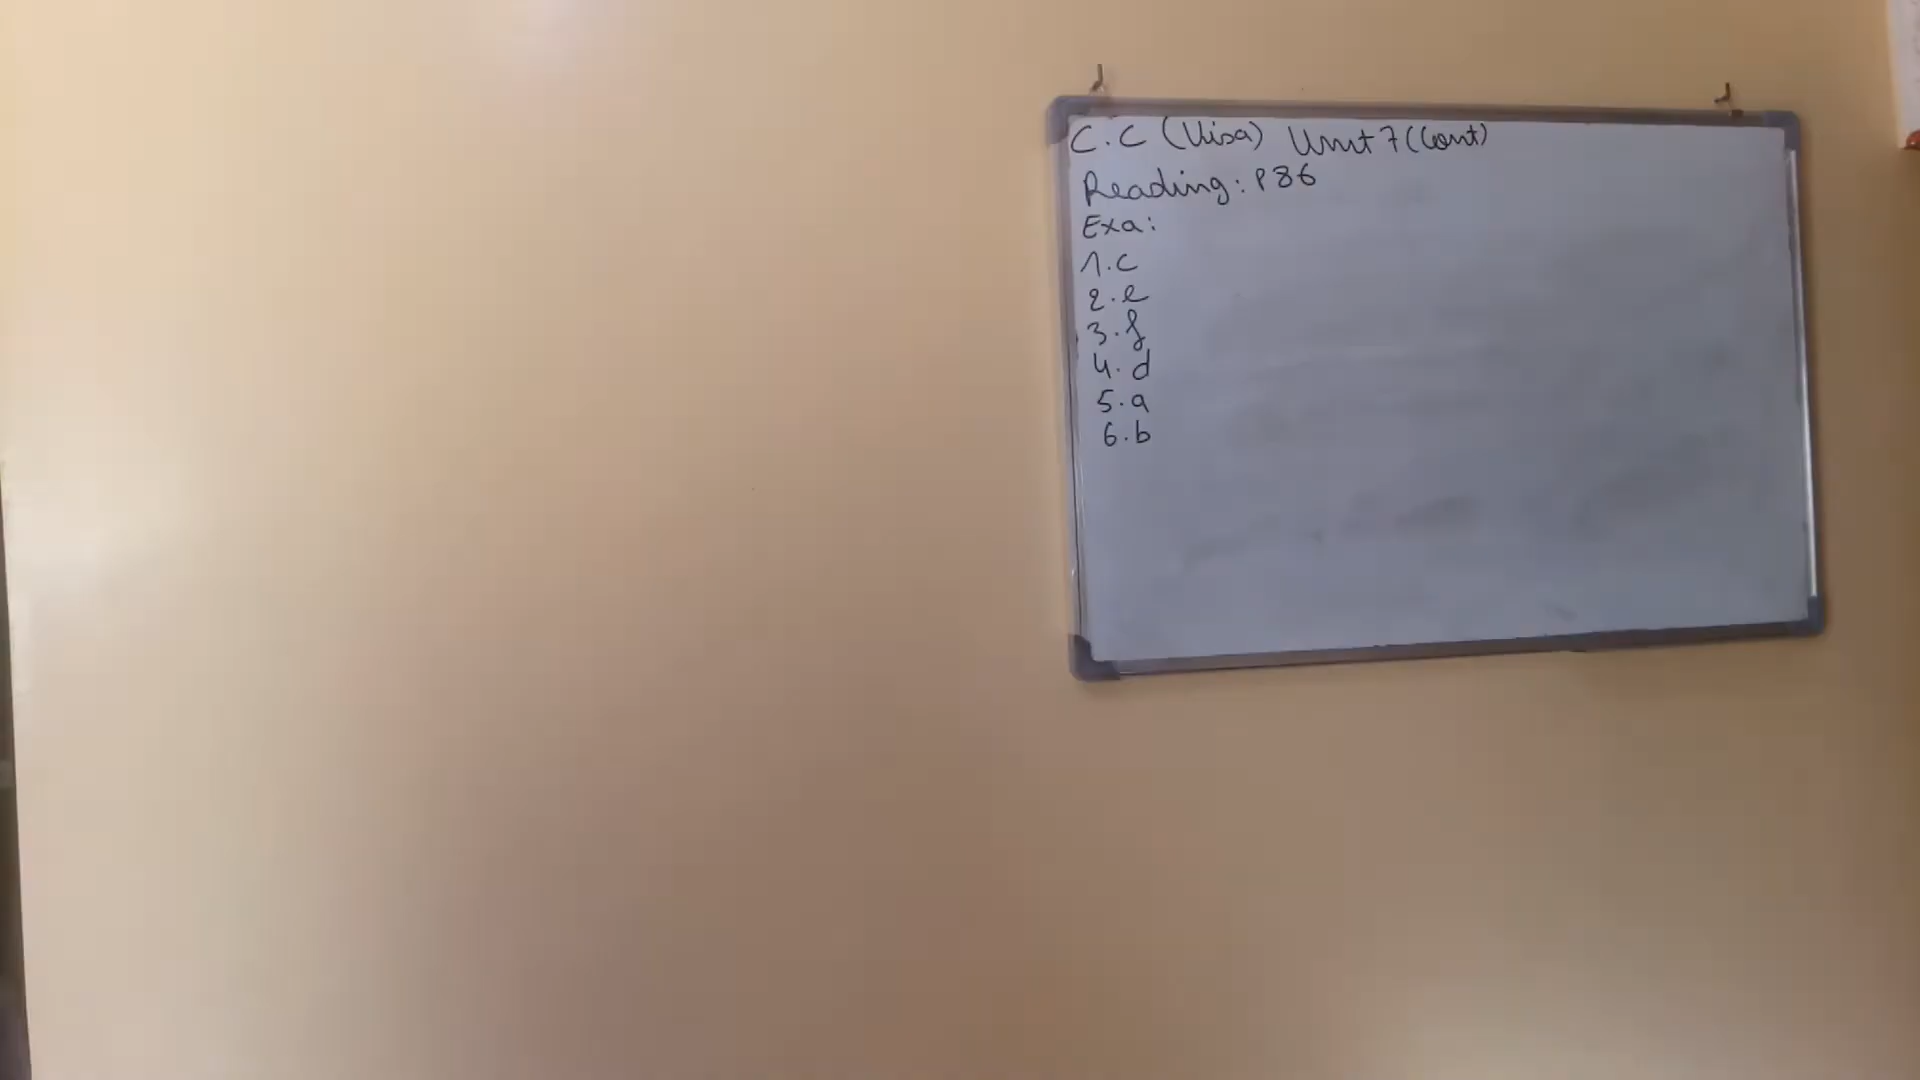 C.C (Visa) Unit 7 (Cont)
Reading: P86
Exa:
1.c
2.e
3.f
4.d
5.a
6.b